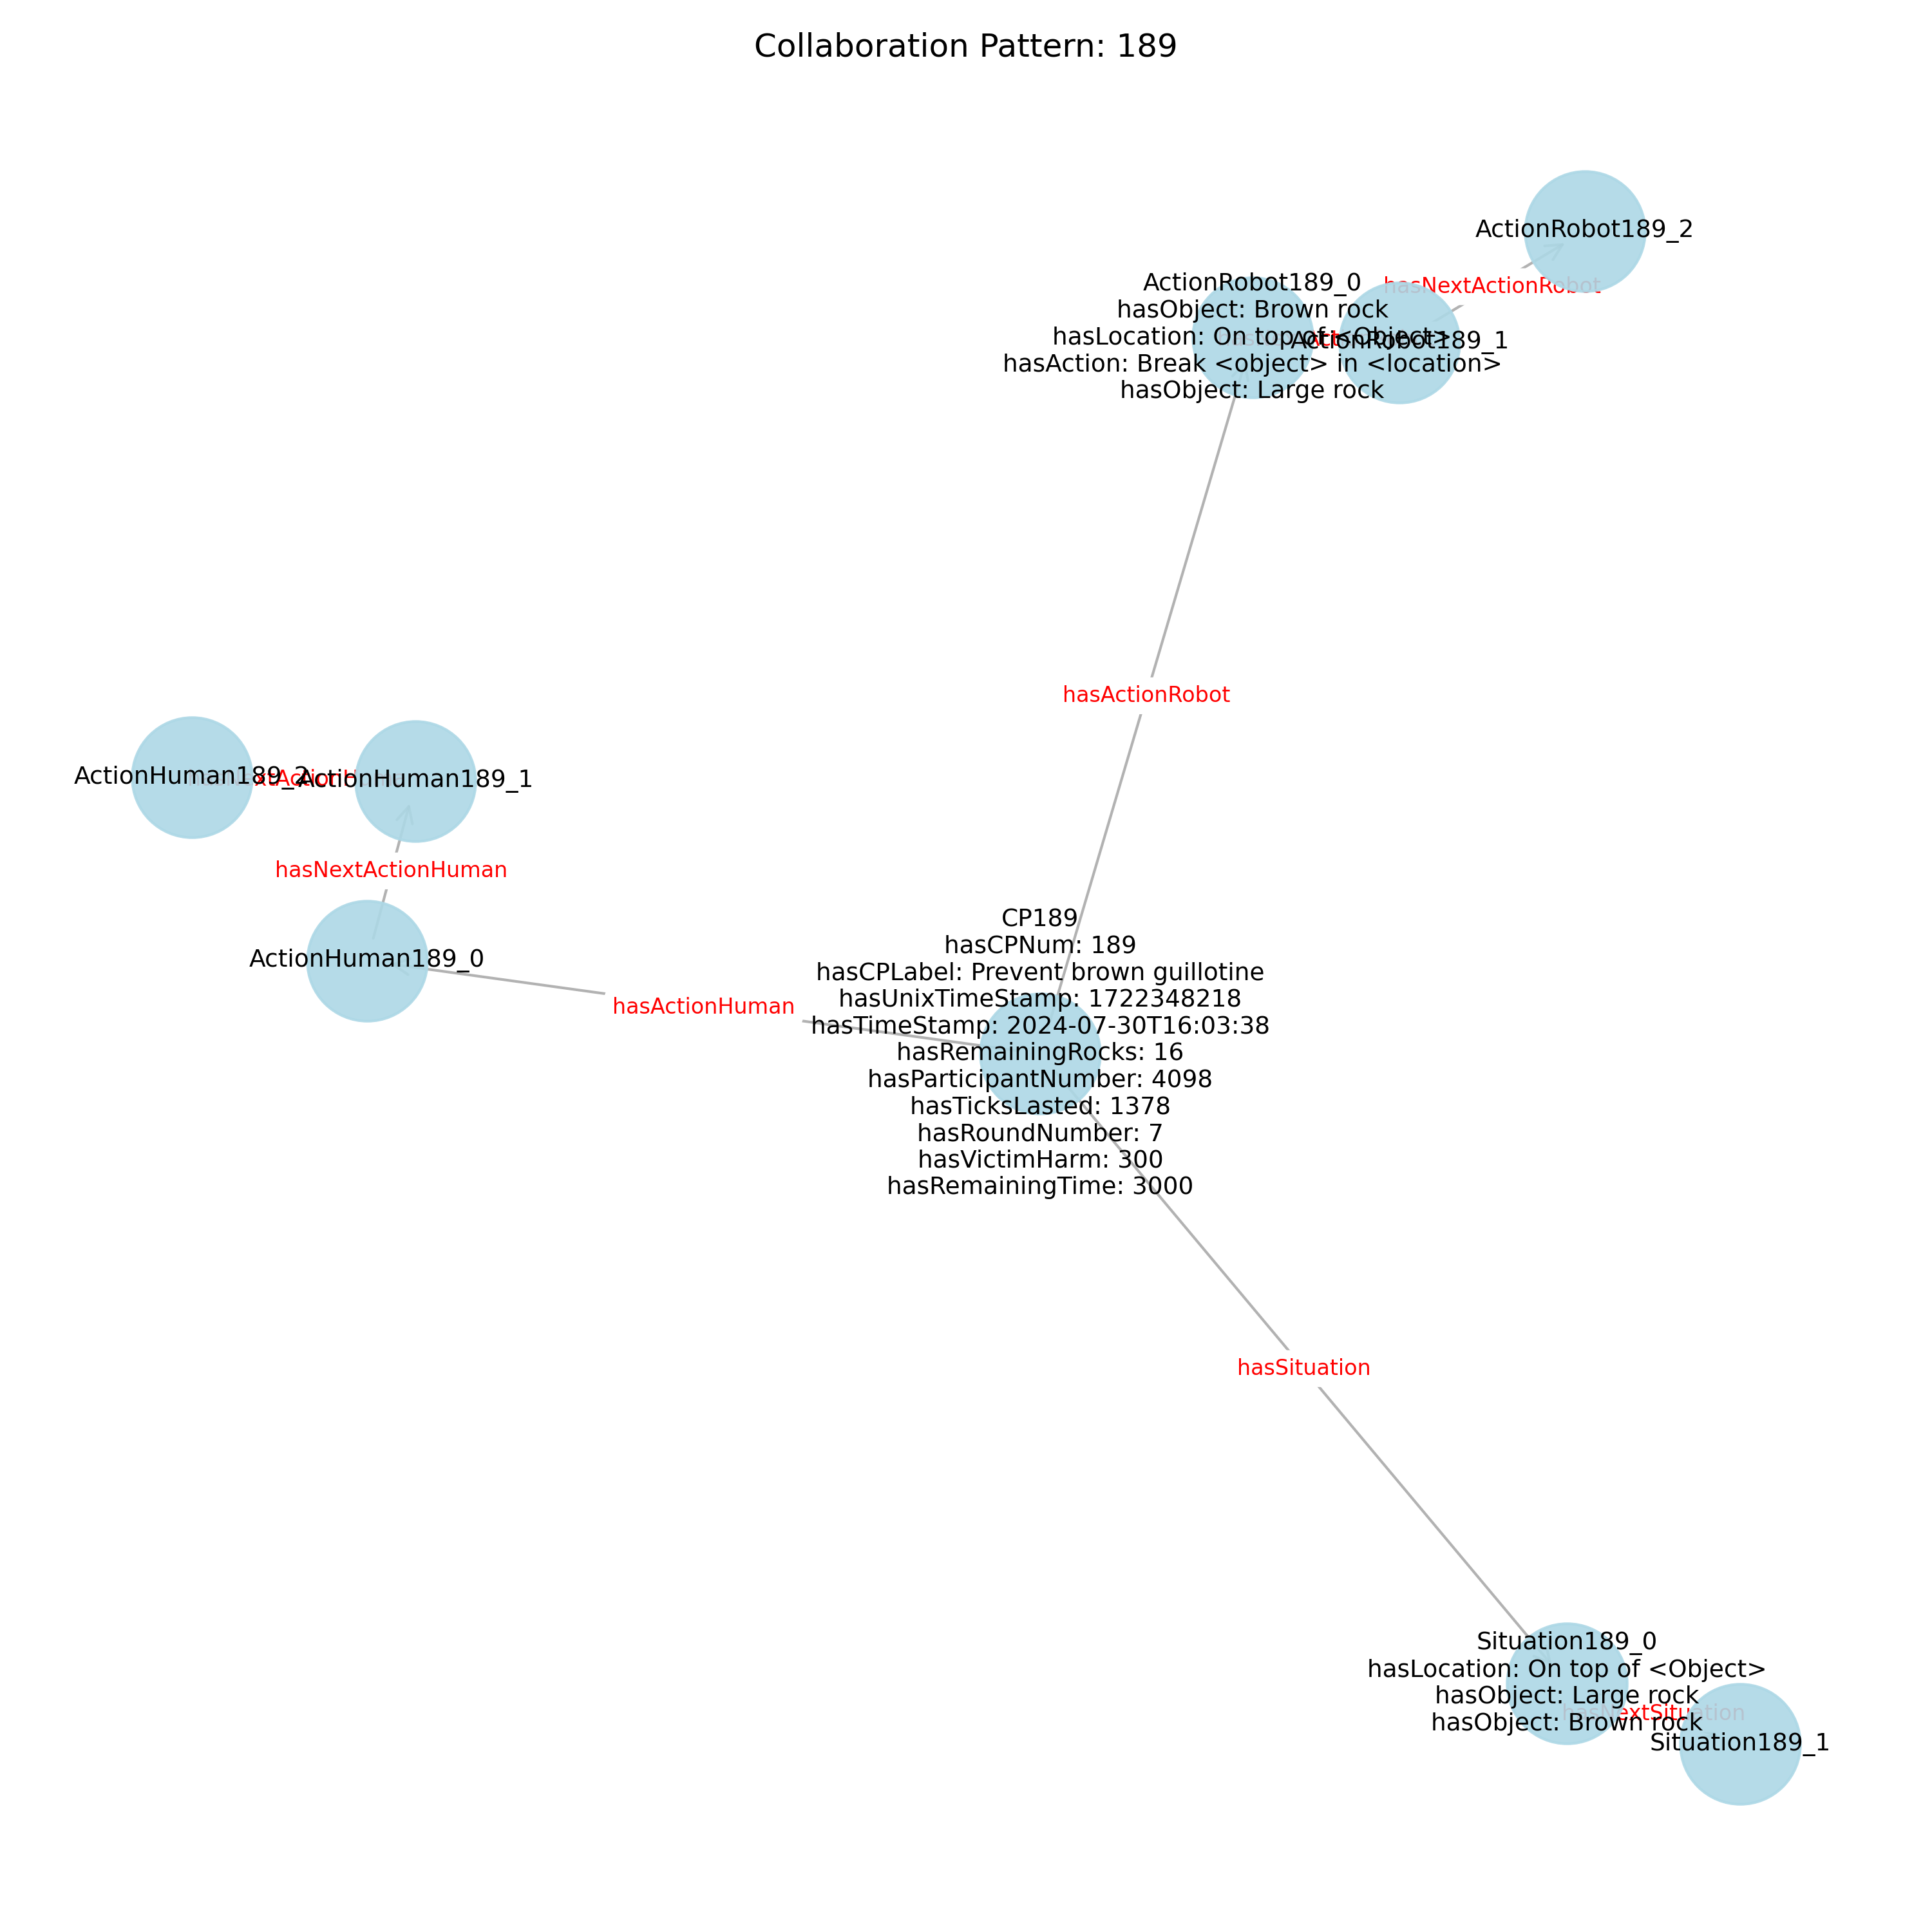 Collaboration Pattern: 189
ActionRobot189_2
hasNextActionRobot
ActionRobot189_0
hasObject: Brown rock
hasLocation: On top of <Object>
ActionRobot189_1
hasAction: Break <object> in <location>
hasObject: Large rock
hasActionRobot
ActionHuman189_2
ActionHuman189_1
hasNextActionHuman
ActionHuman189_0
hasActionHuman
CP189
hasCPNum: 189
hasCPLabel: Prevent brown guillotine
hasUnixTimeStamp: 1722348218
hasTimeStamp: 2024-07-30T16:03:38
hasRemainingRocks: 16
hasParticipantNumber: 4098
hasTicksLasted: 1378
hasRoundNumber: 7
hasVictimHarm: 300
hasRemainingTime: 3000
hasSituation
Situation189_0
hasLocation: On top of <Object>
hasObject: Large rock
hasNextSituation
hasObject: Brown rock
Situation189_1